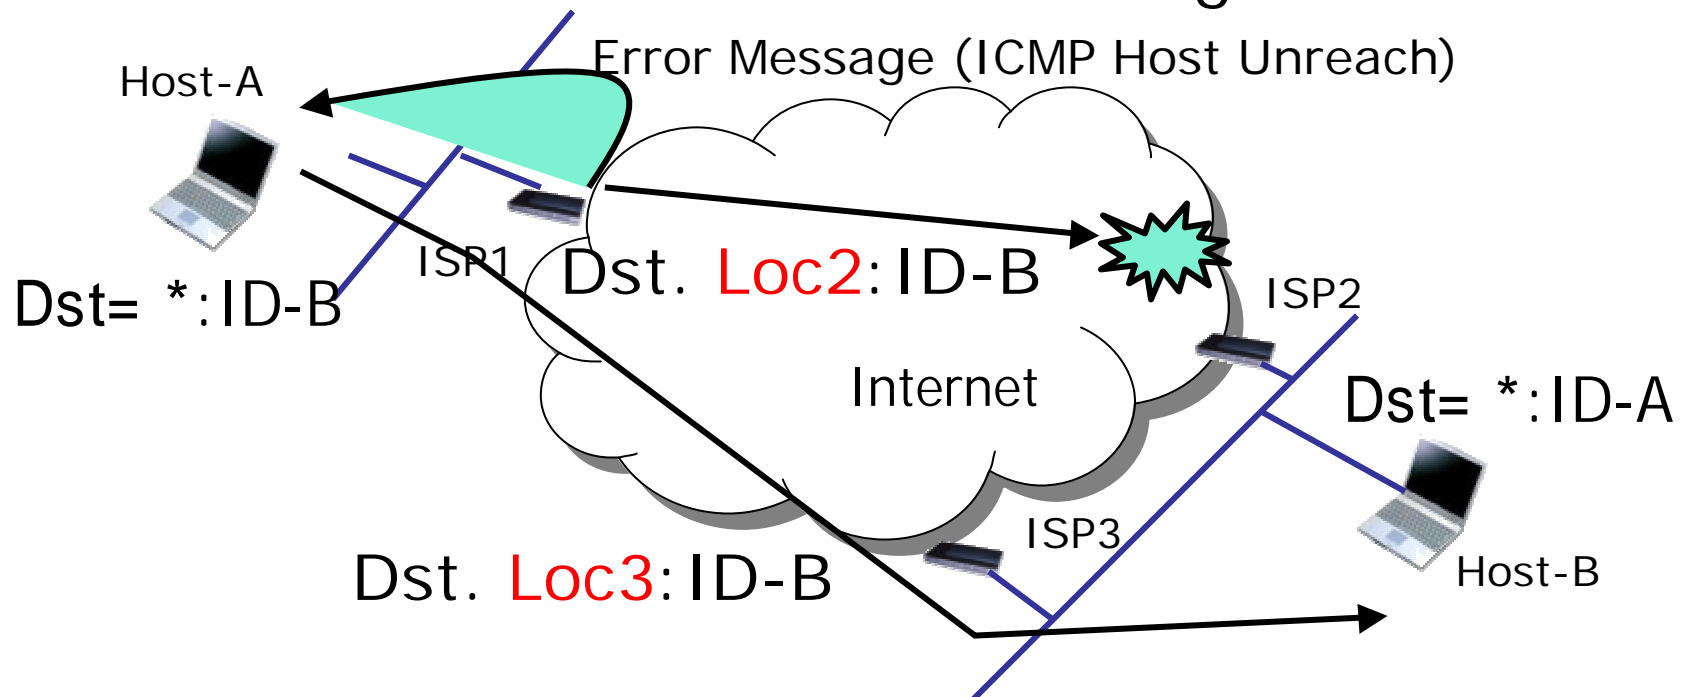 Error Message (ICMP Host Unreach)
Host-A
ISP1
Dst. Loc2:ID-B
ISP2
Dst= *:ID-B
Internet
Dst= *:ID-A
ISP3
Dst. Loc3:ID-B
Host-B